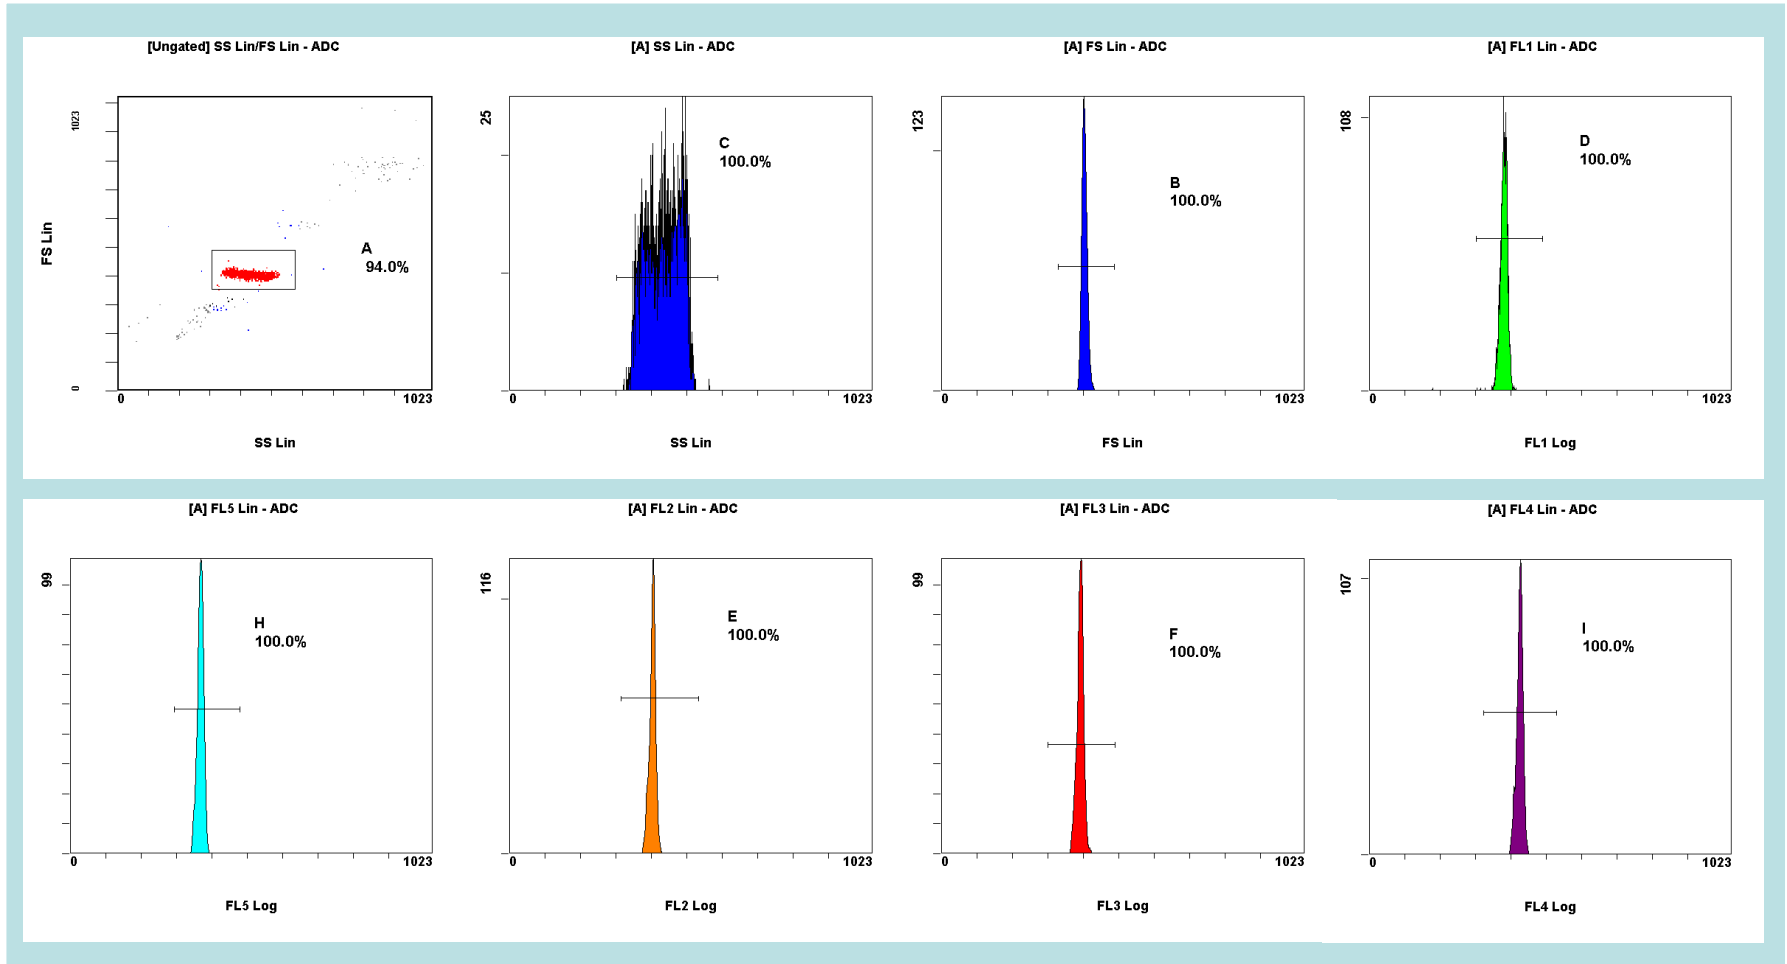 [Ungated] SS Lin/FS Lin - ADC
1023
FS Lin
A
94.0%
0
0
1023
SS Lin
[A] SS Lin - ADC
25
C
100.0%
0
1023
SS Lin
[A] FS Lin - ADC
123
B
100.0%
0
1023
FS Lin
[A] FL1 Lin - ADC
108
D
100.0%
0
1023
FL1 Log
[A] FL5 Lin - ADC
99
H
100.0%
0
1023
FL5 Log
[A] FL2 Lin - ADC
116
E
100.0%
0
1023
FL2 Log
[A] FL3 Lin - ADC
99
F
100.0%
0
1023
FL3 Log
[A] FL4 Lin - ADC
107
I
100.0%
0
1023
FL4 Log